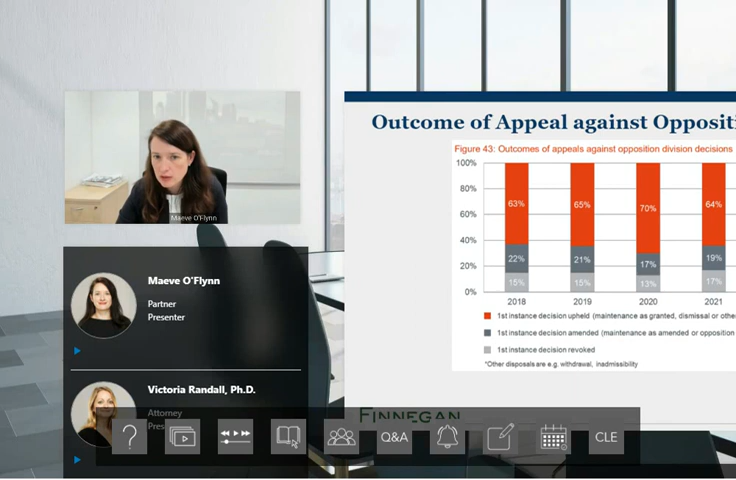 Outcome of Appeal against Oppositi
Figure 43: Outcomes of appeals against opposition division decisions
100%
80%
60%
40%
20%
0%
63%
65%
70%
64%
22%
21%
17%
19%
15%
15%
13%
17%
2018
2019
2020
2021
1st instance decision upheld (maintenance as granted, dismissal or othe
1st instance decision amended (maintenance as amended or opposition
1st instance decision revoked
*Other disposals are e.g. withdrawal, inadmissibility
FINNEGAN
Maeve O'Flynn
Maeve O'Flynn
Partner
Presenter
Victoria Randall, Ph.D.
Attorney
Pres
?
Q&A
CLE